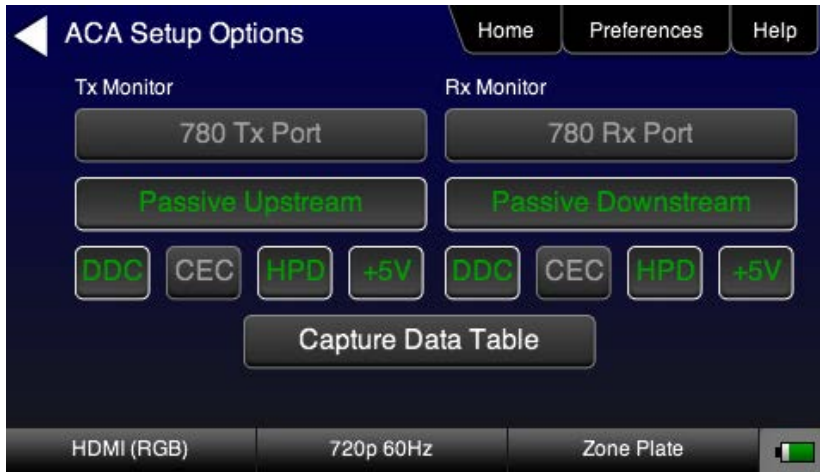 ACA Setup Options
Home Preferences Help
Tx Monitor Rx Monitor
780 Tx Port 780 Rx Port
Passive Upstream Passive Downstream
DDC CEC HPD +5V DDC CEC HPD +5V
Capture Data Table
HDMI (RGB) 720p 60Hz Zone Plate